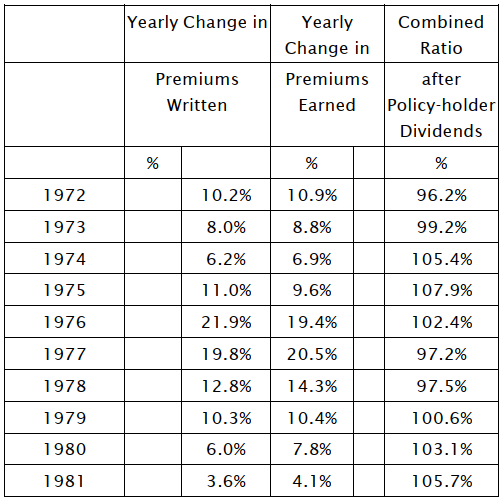 Yearly Change in Yearly Change in Combined Ratio
Premiums Written Premiums Earned after Policy-holder Dividends
% % %
1972 10.2% 10.9% 96.2%
1973 8.0% 8.8% 99.2%
1974 6.2% 6.9% 105.4%
1975 11.0% 9.6% 107.9%
1976 21.9% 19.4% 102.4%
1977 19.8% 20.5% 97.2%
1978 12.8% 14.3% 97.5%
1979 10.3% 10.4% 100.6%
1980 6.0% 7.8% 103.1%
1981 3.6% 4.1% 105.7%